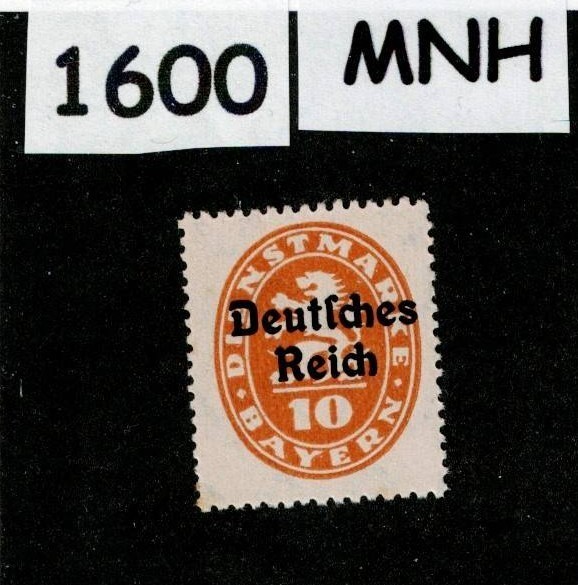 1600
MNH
DIENSTMARKE
Deutſches
Reich
10
BAYERN